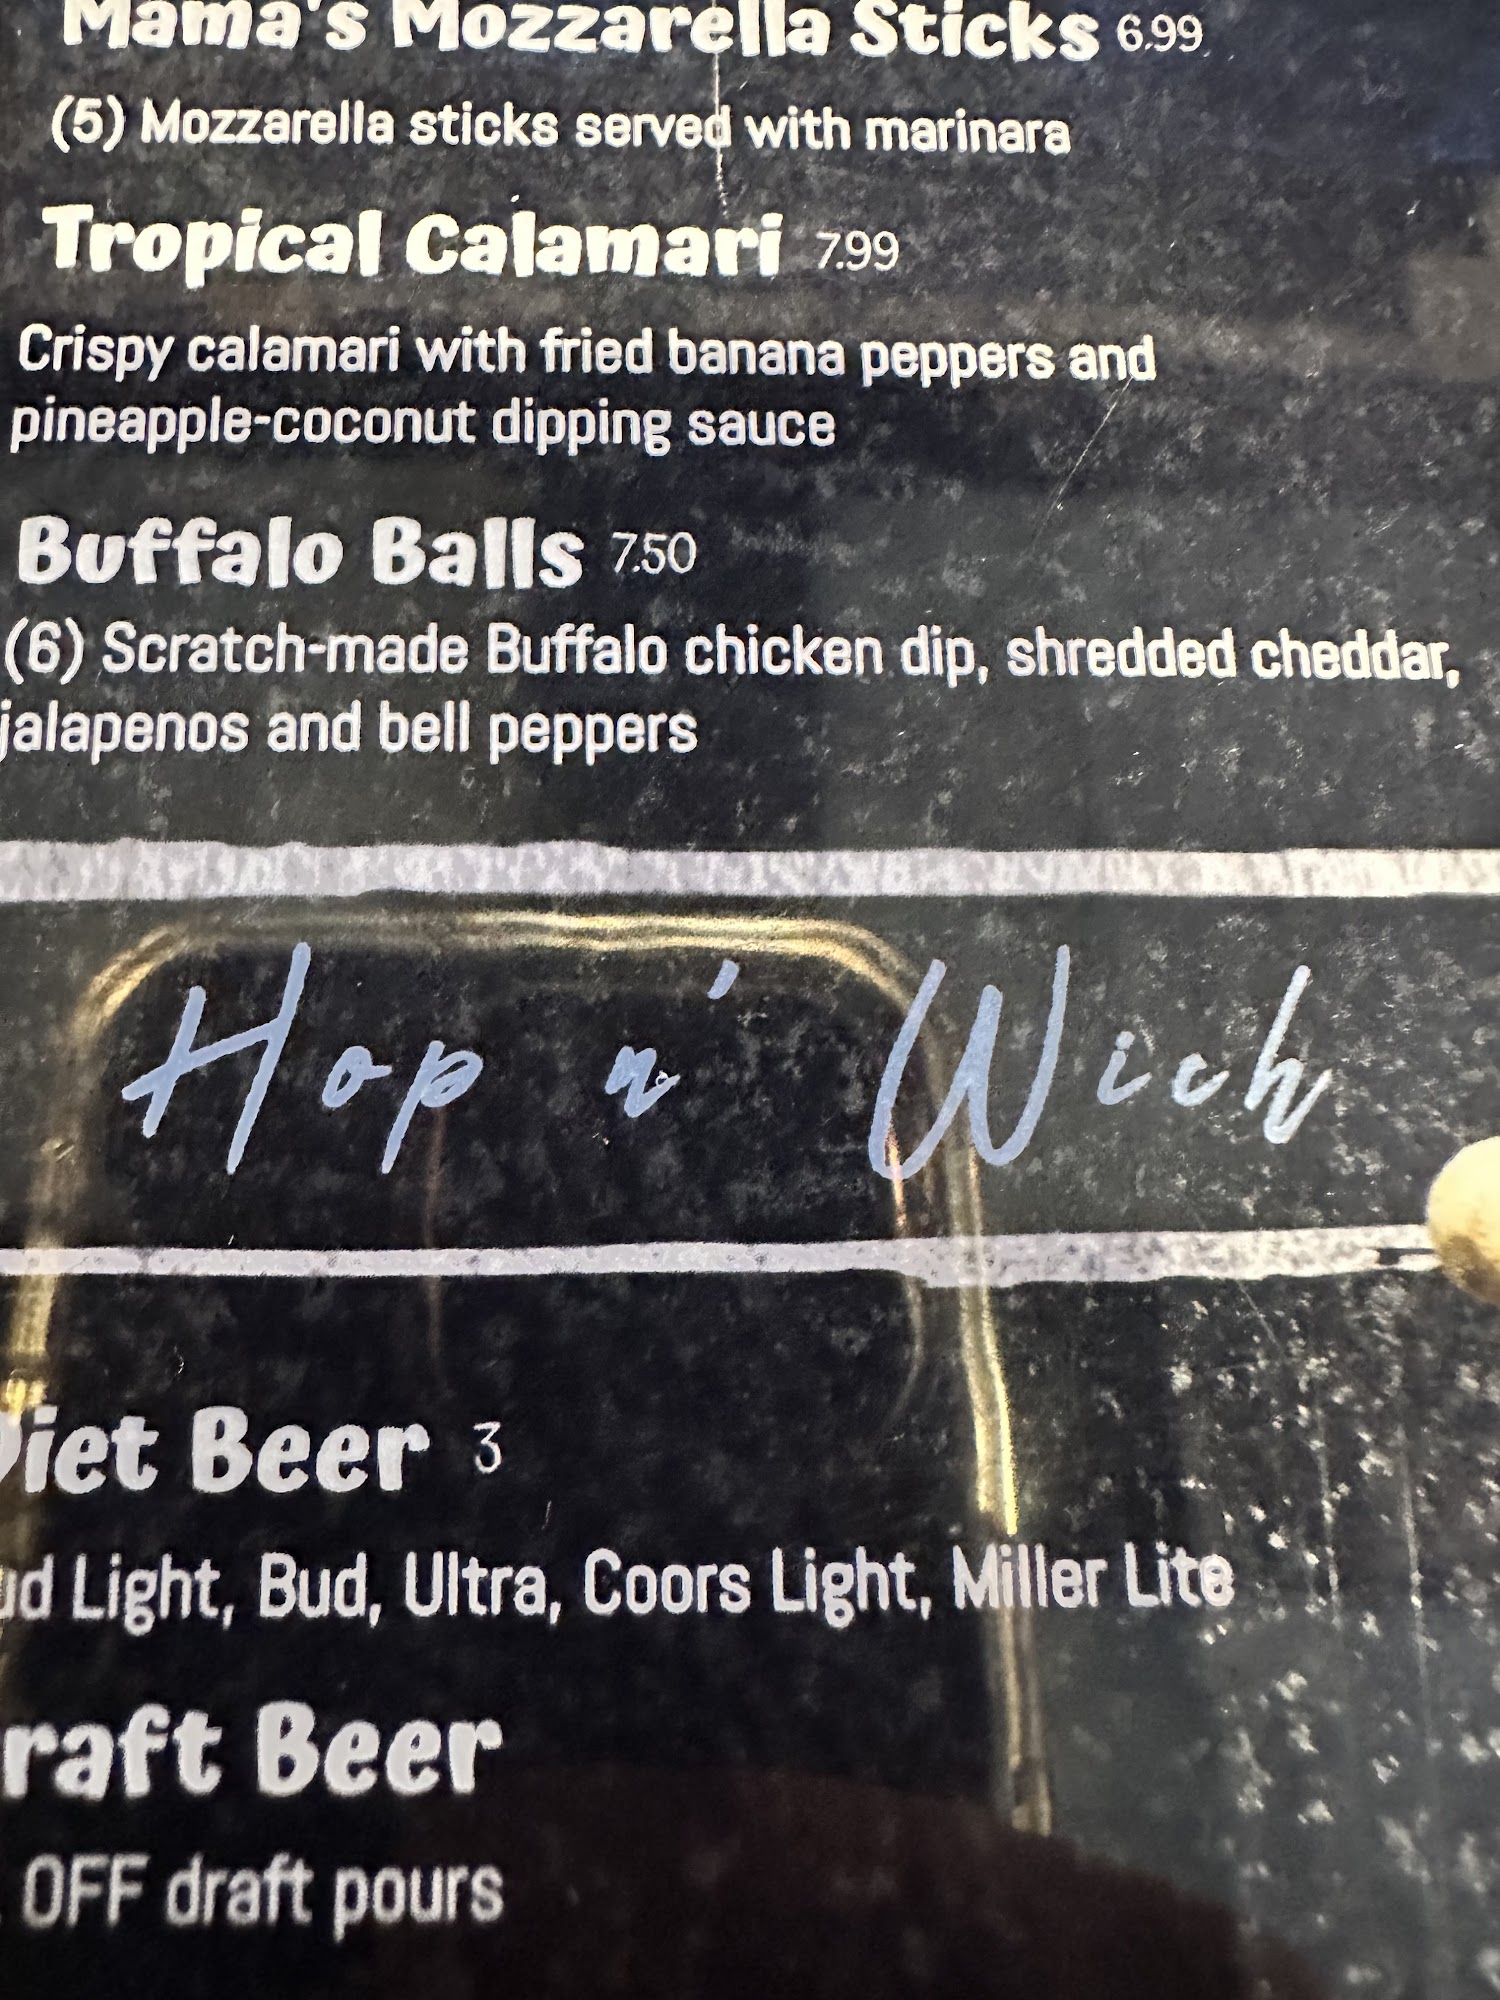 Mama's Mozzarella Sticks 6.99
(5) Mozzarella sticks served with marinara
Tropical Calamari 7.99
Crispy calamari with fried banana peppers and
pineapple-coconut dipping sauce
Buffalo Balls 7.50
(6) Scratch-made Buffalo chicken dip, shredded cheddar,
jalapenos and bell peppers
Hop n' Wich
Diet Beer 3
ud Light, Bud, Ultra, Coors Light, Miller Lite
raft Beer
OFF draft pours